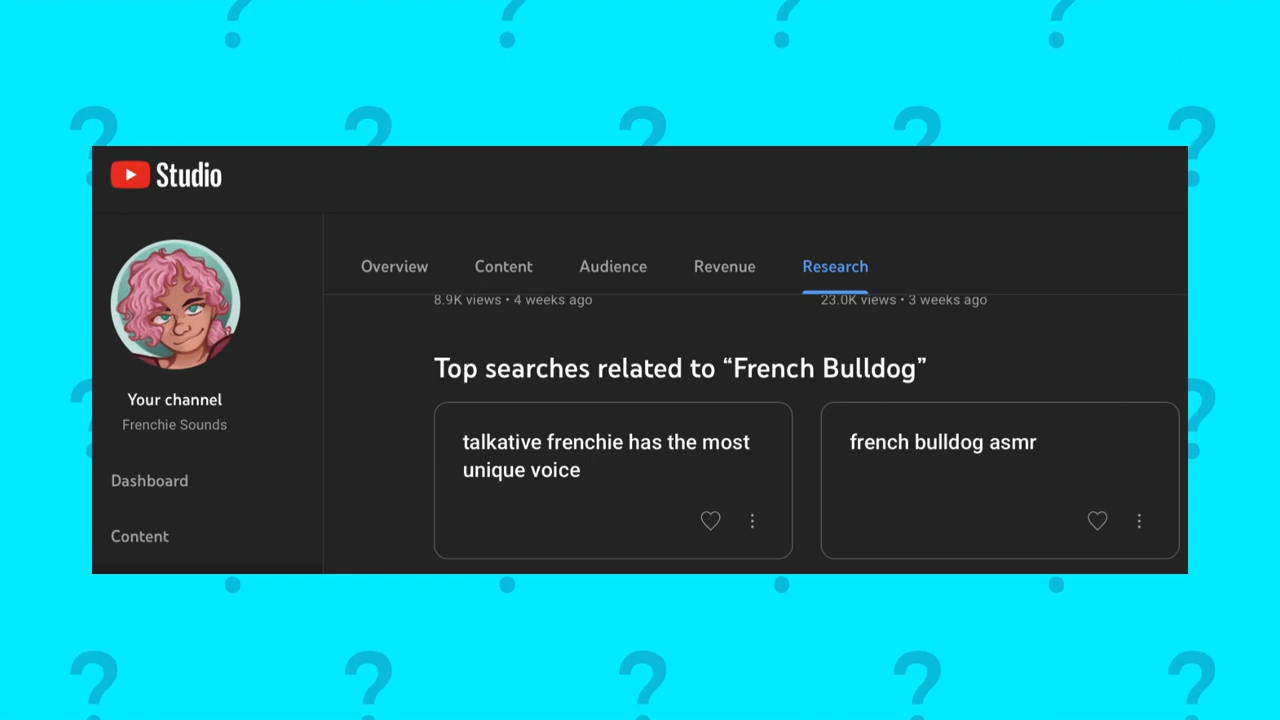 Studio
Overview Content Audience Revenue Research
8.9K views • 4 weeks ago
23.0K views • 3 weeks ago
Your channel
Frenchie Sounds
Dashboard
Content
Top searches related to “French Bulldog”
talkative frenchie has the most
unique voice
french bulldog asmr